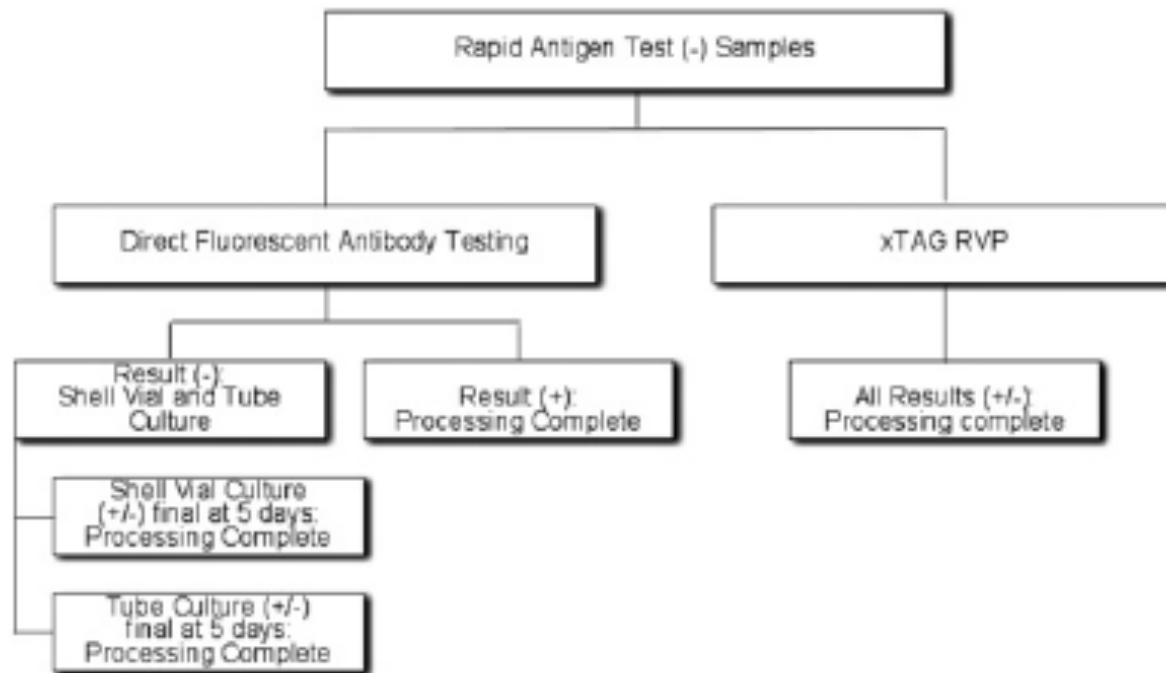 Rapid Antigen Test (-) Samples
Direct Fluorescent Antibody Testing
xTAG RVP
Result (-):
Shell Vial and Tube
Culture
Result (+):
Processing Complete
All Results (+/-):
Processing complete
Shell Vial Culture
(+/-) final at 5 days:
Processing Complete
Tube Culture (+/-)
final at 5 days:
Processing Complete